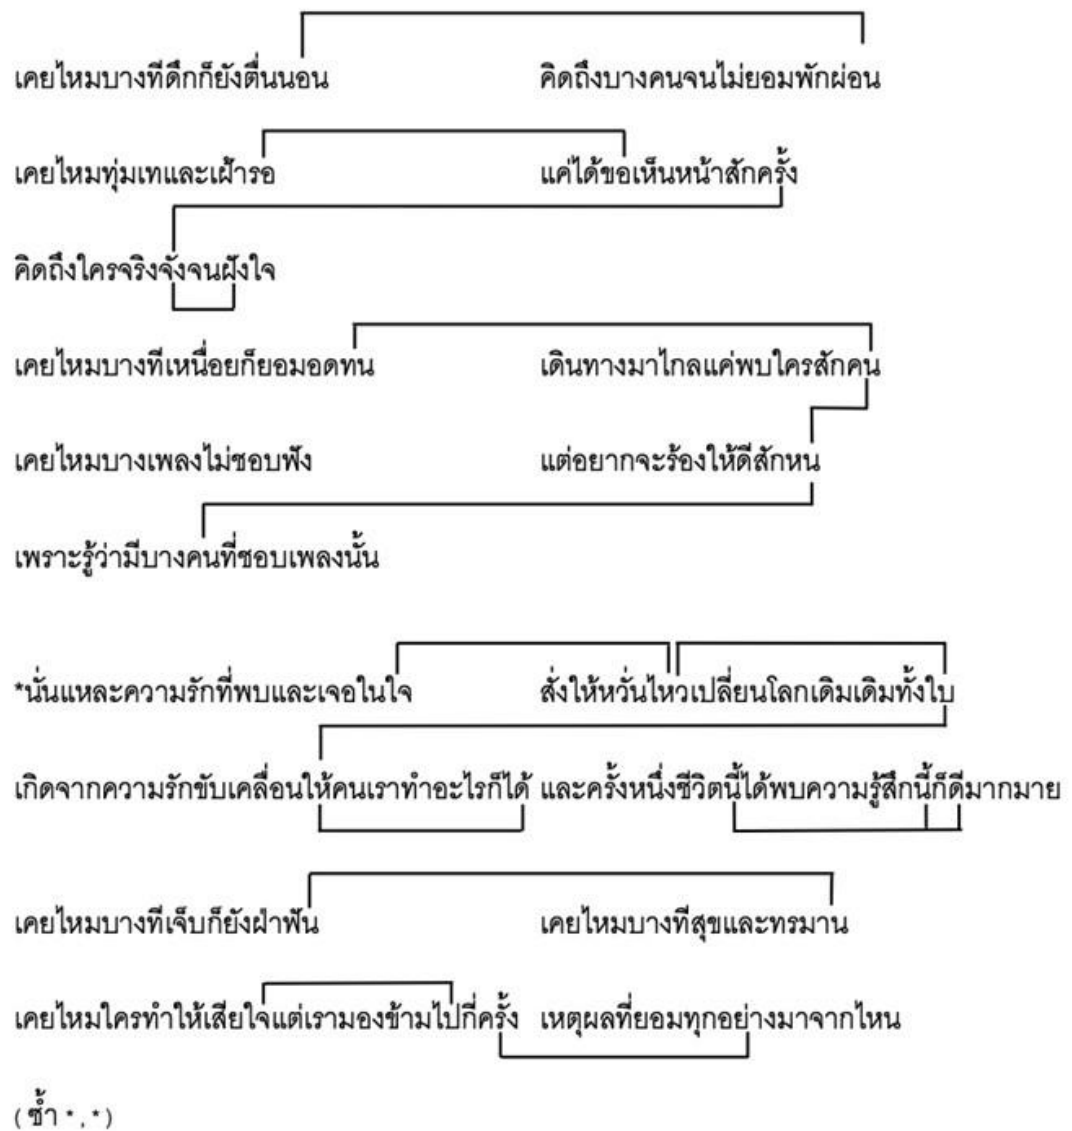 เคยไหมบางทีดึกก็ยังตื่นนอน คิดถึงบางคนจนไม่ยอมพักผ่อน
เคยไหมทุ่มเทและเฝ้ารอ แค่ได้ขอเห็นหน้าสักครั้ง
คิดถึงใครจริงจังจนฝังใจ
เคยไหมบางทีเหนื่อยก็ยอมอดทน เดินทางมาไกลแค่พบใครสักคน
เคยไหมบางเพลงไม่ชอบฟัง แต่อยากจะร้องให้ดีสักหน
เพราะรู้ว่ามีบางคนที่ชอบเพลงนั้น
*นั่นแหละความรักที่พบและเจอในใจ สั่งให้หวั่นไหวเปลี่ยนโลกเดิมเดิมทั้งใบ
เกิดจากความรักขับเคลื่อนให้คนเราทำอะไรก็ได้ และครั้งหนึ่งชีวิตนี้ได้พบความรู้สึกนี้ก็ดีมากมาย
เคยไหมบางทีเจ็บก็ยังฝ่าฟัน เคยไหมบางทีสุขและทรมาน
เคยไหมใครทำให้เสียใจแต่เรามองข้ามไปกี่ครั้ง เหตุผลที่ยอมทุกอย่างมาจากไหน
( ซ้ำ * , * )